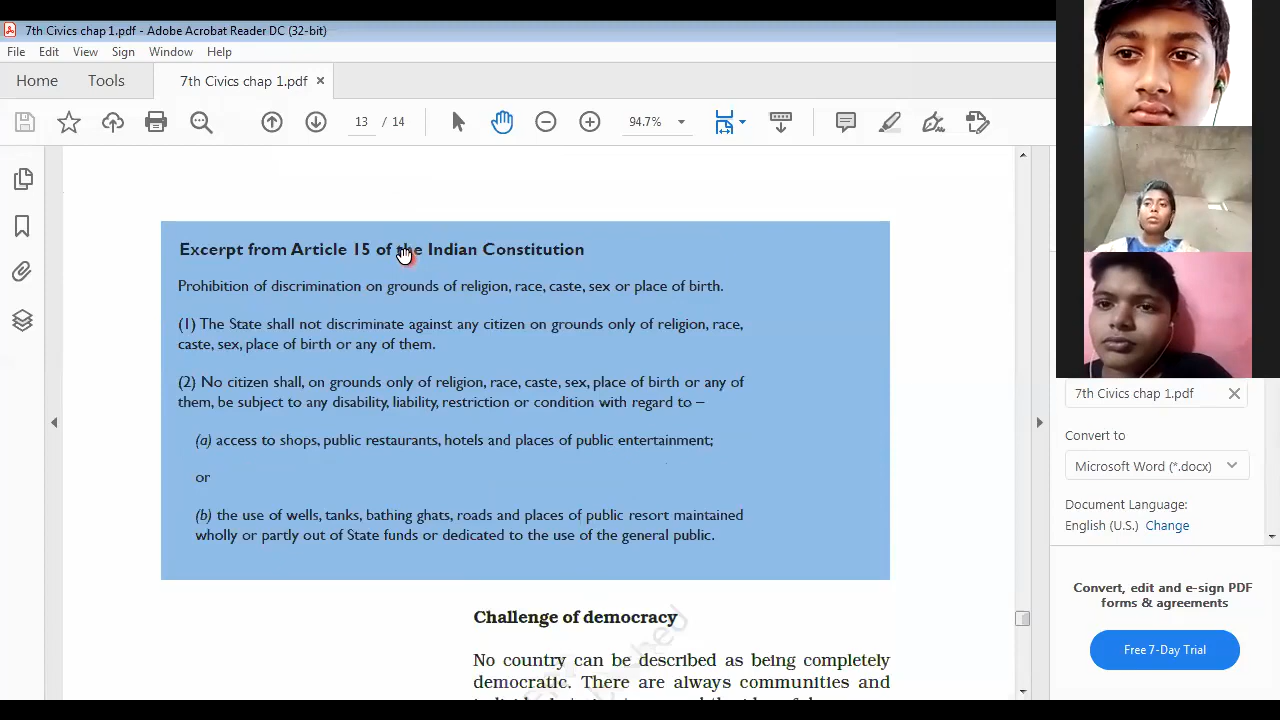 7th Civics chap 1.pdf - Adobe Acrobat Reader DC (32-bit)
File Edit View Sign Window Help
Home Tools 7th Civics chap 1.pdf ×
13 / 14 94.7%
Excerpt from Article 15 of the Indian Constitution
Prohibition of discrimination on grounds of religion, race, caste, sex or place of birth.
(1) The State shall not discriminate against any citizen on grounds only of religion, race,
caste, sex, place of birth or any of them.
(2) No citizen shall, on grounds only of religion, race, caste, sex, place of birth or any of
them, be subject to any disability, liability, restriction or condition with regard to –
(a) access to shops, public restaurants, hotels and places of public entertainment;
or
(b) the use of wells, tanks, bathing ghats, roads and places of public resort maintained
wholly or partly out of State funds or dedicated to the use of the general public.
Challenge of democracy
No country can be described as being completely
democratic. There are always communities and
7th Civics chap 1.pdf
Convert to
Microsoft Word (*.docx)
Document Language:
English (U.S.) Change
Convert, edit and e-sign PDF
forms & agreements
Free 7-Day Trial